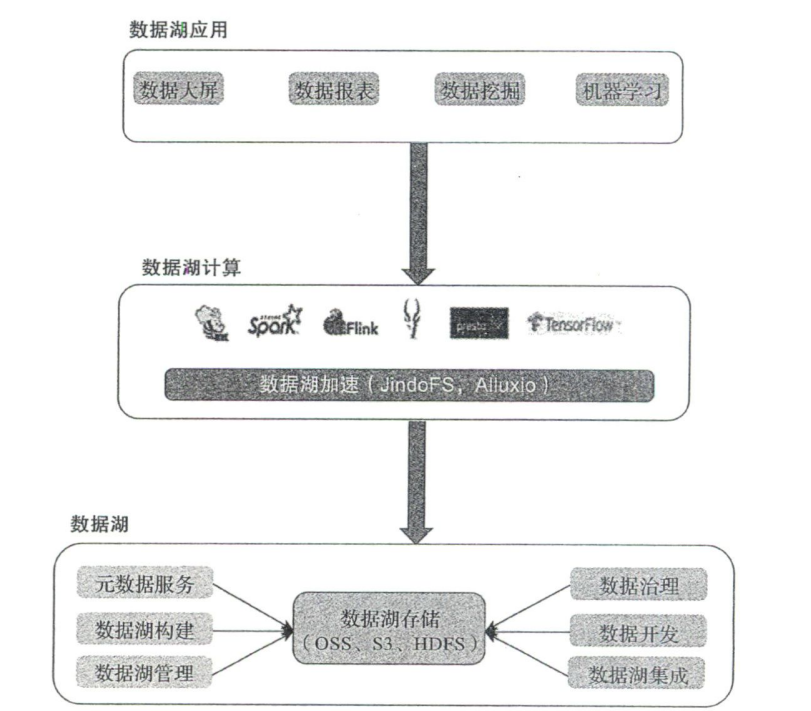 数据湖应用
数据大屏 数据报表 数据挖掘 机器学习
数据湖计算
Spark Flink presto TensorFlow
数据湖加速（JindoFS，Alluxio）
数据湖
元数据服务 数据治理
数据湖存储
数据湖构建 数据开发
（OSS、S3、HDFS）
数据湖管理 数据湖集成